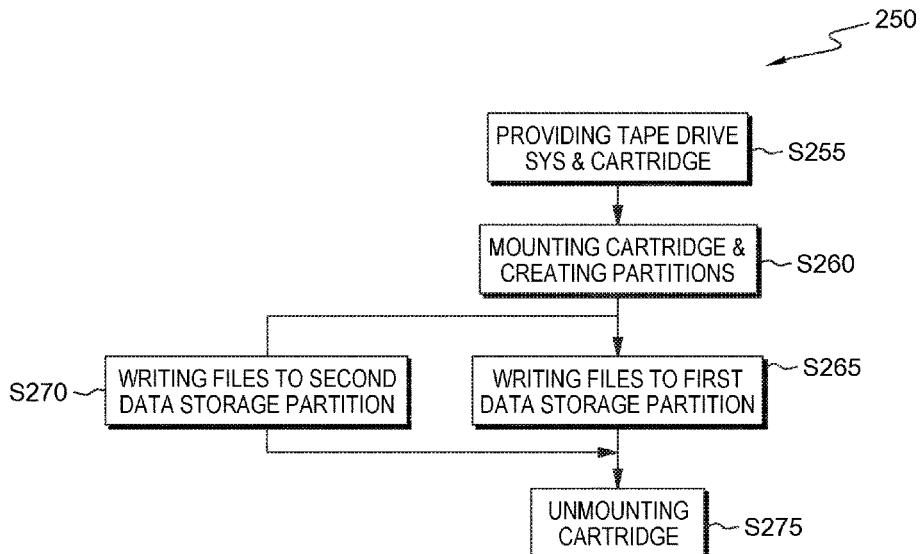 250
PROVIDING TAPE DRIVE
SYS & CARTRIDGE
S255
MOUNTING CARTRIDGE &
CREATING PARTITIONS
S260
S270
WRITING FILES TO SECOND
DATA STORAGE PARTITION
WRITING FILES TO FIRST
DATA STORAGE PARTITION
S265
UNMOUNTING
CARTRIDGE
S275